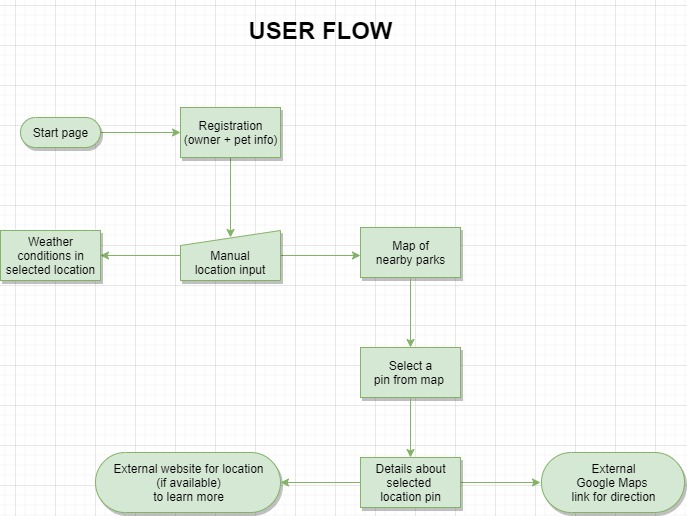 USER FLOW
Start page
Registration
(owner + pet info)
Weather
conditions in
selected location
Manual
location input
Map of
nearby parks
Select a
pin from map
External website for location
(if available)
to learn more
Details about
selected
location pin
External
Google Maps
link for direction